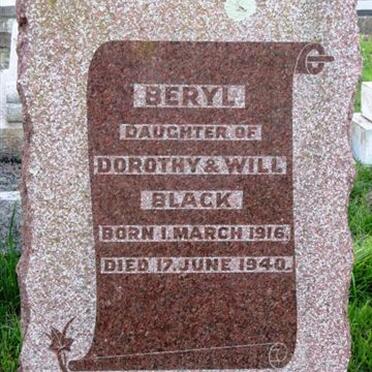 BERYL
DAUGHTER OF
DOROTHY & WILL
BLACK
BORN 1. MARCH 1916.
DIED 17. JUNE 1940.